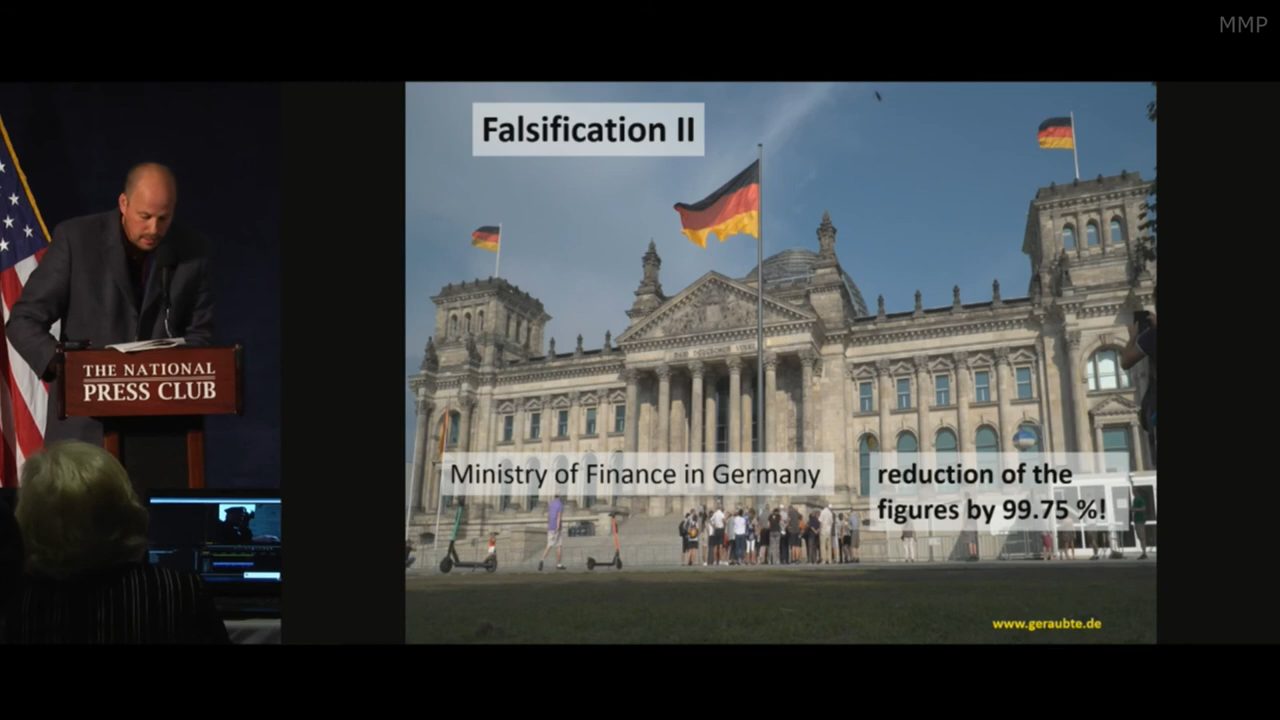 MMP
Falsification II
THE NATIONAL
PRESS CLUB
Ministry of Finance in Germany
reduction of the
figures by 99.75 %!
www.geraubte.de